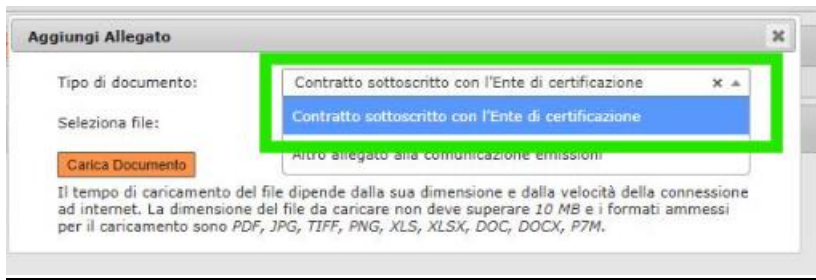 Aggiungi Allegato
Tipo di documento:
Contratto sottoscritto con l'Ente di certificazione
Contratto sottoscritto con l'Ente di certificazione
Seleziona file:
Altro allegato alla comunicazione emissioni
Carica Documento
Il tempo di caricamento del file dipende dalla sua dimensione e dalla velocità della connessione
ad internet. La dimensione del file da caricare non deve superare 10 MB e i formati ammessi
per il caricamento sono PDF, JPG, TIFF, PNG, XLS, XLSX, DOC, DOCX, P7M.